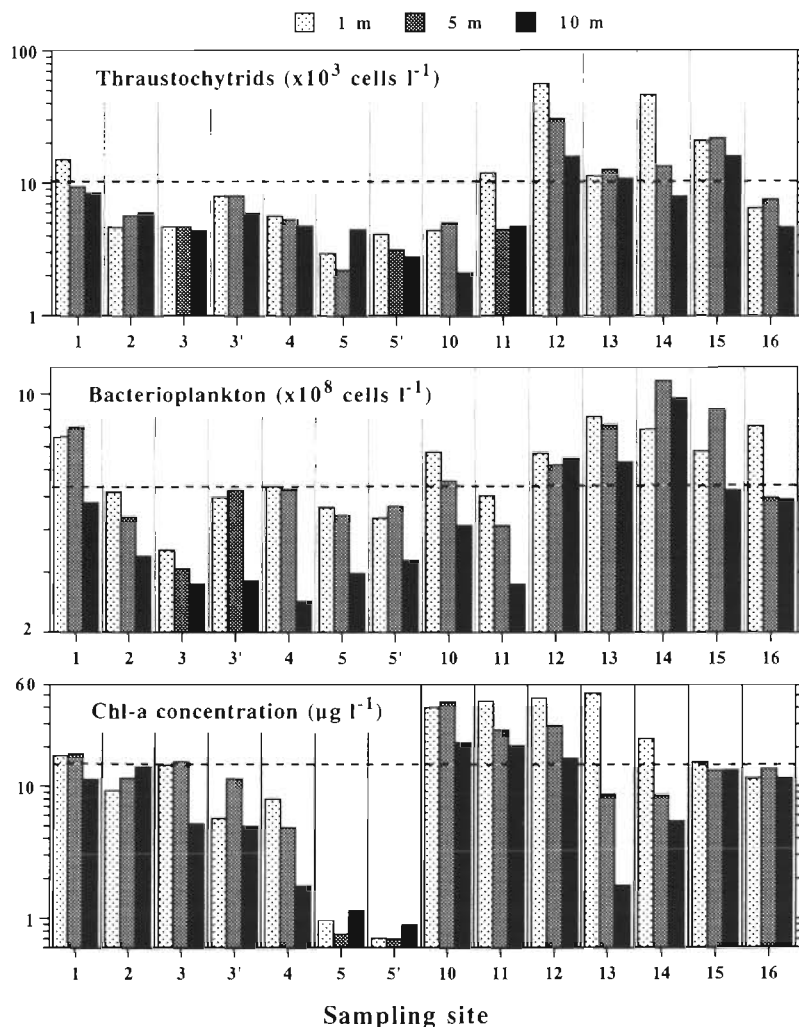 1 m 5 m 10 m
Thraustochytrids (x10³ cells l⁻¹)
100
10
1
1 2 3 3' 4 5 5' 10 11 12 13 14 15 16
Bacterioplankton (x10⁸ cells l⁻¹)
10
2
1 2 3 3' 4 5 5' 10 11 12 13 14 15 16
60
Chl-a concentration (µg l⁻¹)
10
1
1 2 3 3' 4 5 5' 10 11 12 13 14 15 16
Sampling site